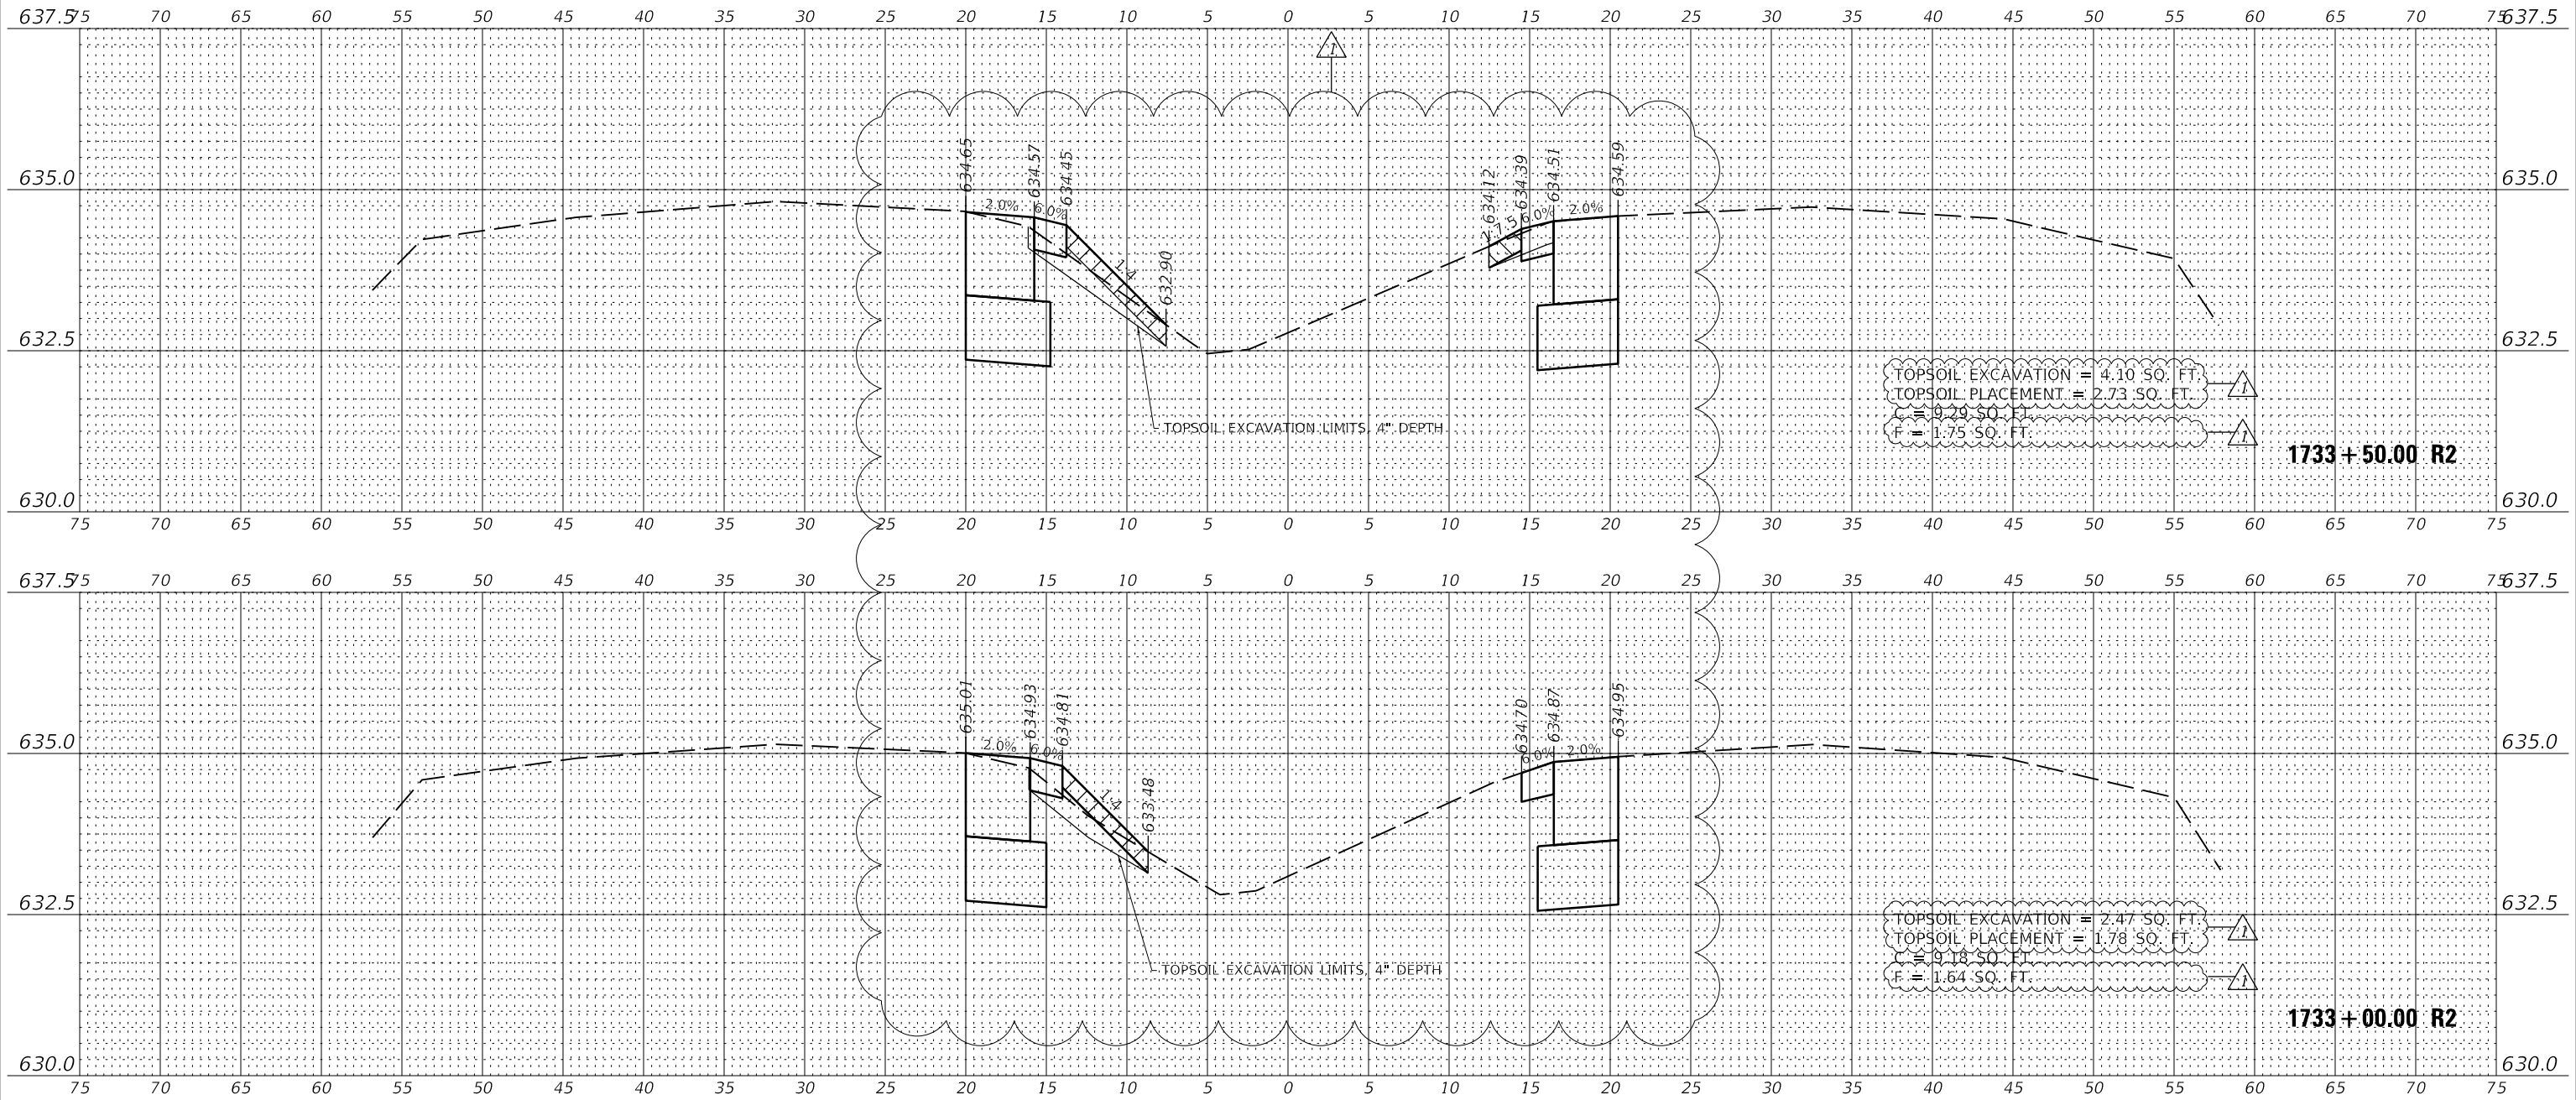 637.5 75 70 65 60 55 50 45 40 35 30 25 20 15 10 5 0 5 10 15 20 25 30 35 40 45 50 55 60 65 70 75 637.5
1
634.65 634.57 634.45 634.12 634.39 634.51 634.59
635.0 635.0
2.0% 6.0% 1:7.5 6.0% 2.0%
1:4
632.90
632.5 632.5
TOPSOIL EXCAVATION = 4.10 SQ. FT.
TOPSOIL PLACEMENT = 2.73 SQ. FT.
1
C = 9.29 SQ. FT.
TOPSOIL EXCAVATION LIMITS, 4" DEPTH
F = 1.75 SQ. FT.
1
1733+50.00 R2
630.0 630.0
75 70 65 60 55 50 45 40 35 30 25 20 15 10 5 0 5 10 15 20 25 30 35 40 45 50 55 60 65 70 75
637.5 75 70 65 60 55 50 45 40 35 30 25 20 15 10 5 0 5 10 15 20 25 30 35 40 45 50 55 60 65 70 75 637.5
635.01 634.93 634.81 634.70 634.87 634.95
635.0 635.0
2.0% 6.0% 6.0% 2.0%
1:4
633.48
632.5 632.5
TOPSOIL EXCAVATION = 2.47 SQ. FT.
TOPSOIL PLACEMENT = 1.78 SQ. FT.
1
C = 9.18 SQ. FT.
TOPSOIL EXCAVATION LIMITS, 4" DEPTH
F = 1.64 SQ. FT.
1
1733+00.00 R2
630.0 630.0
75 70 65 60 55 50 45 40 35 30 25 20 15 10 5 0 5 10 15 20 25 30 35 40 45 50 55 60 65 70 75